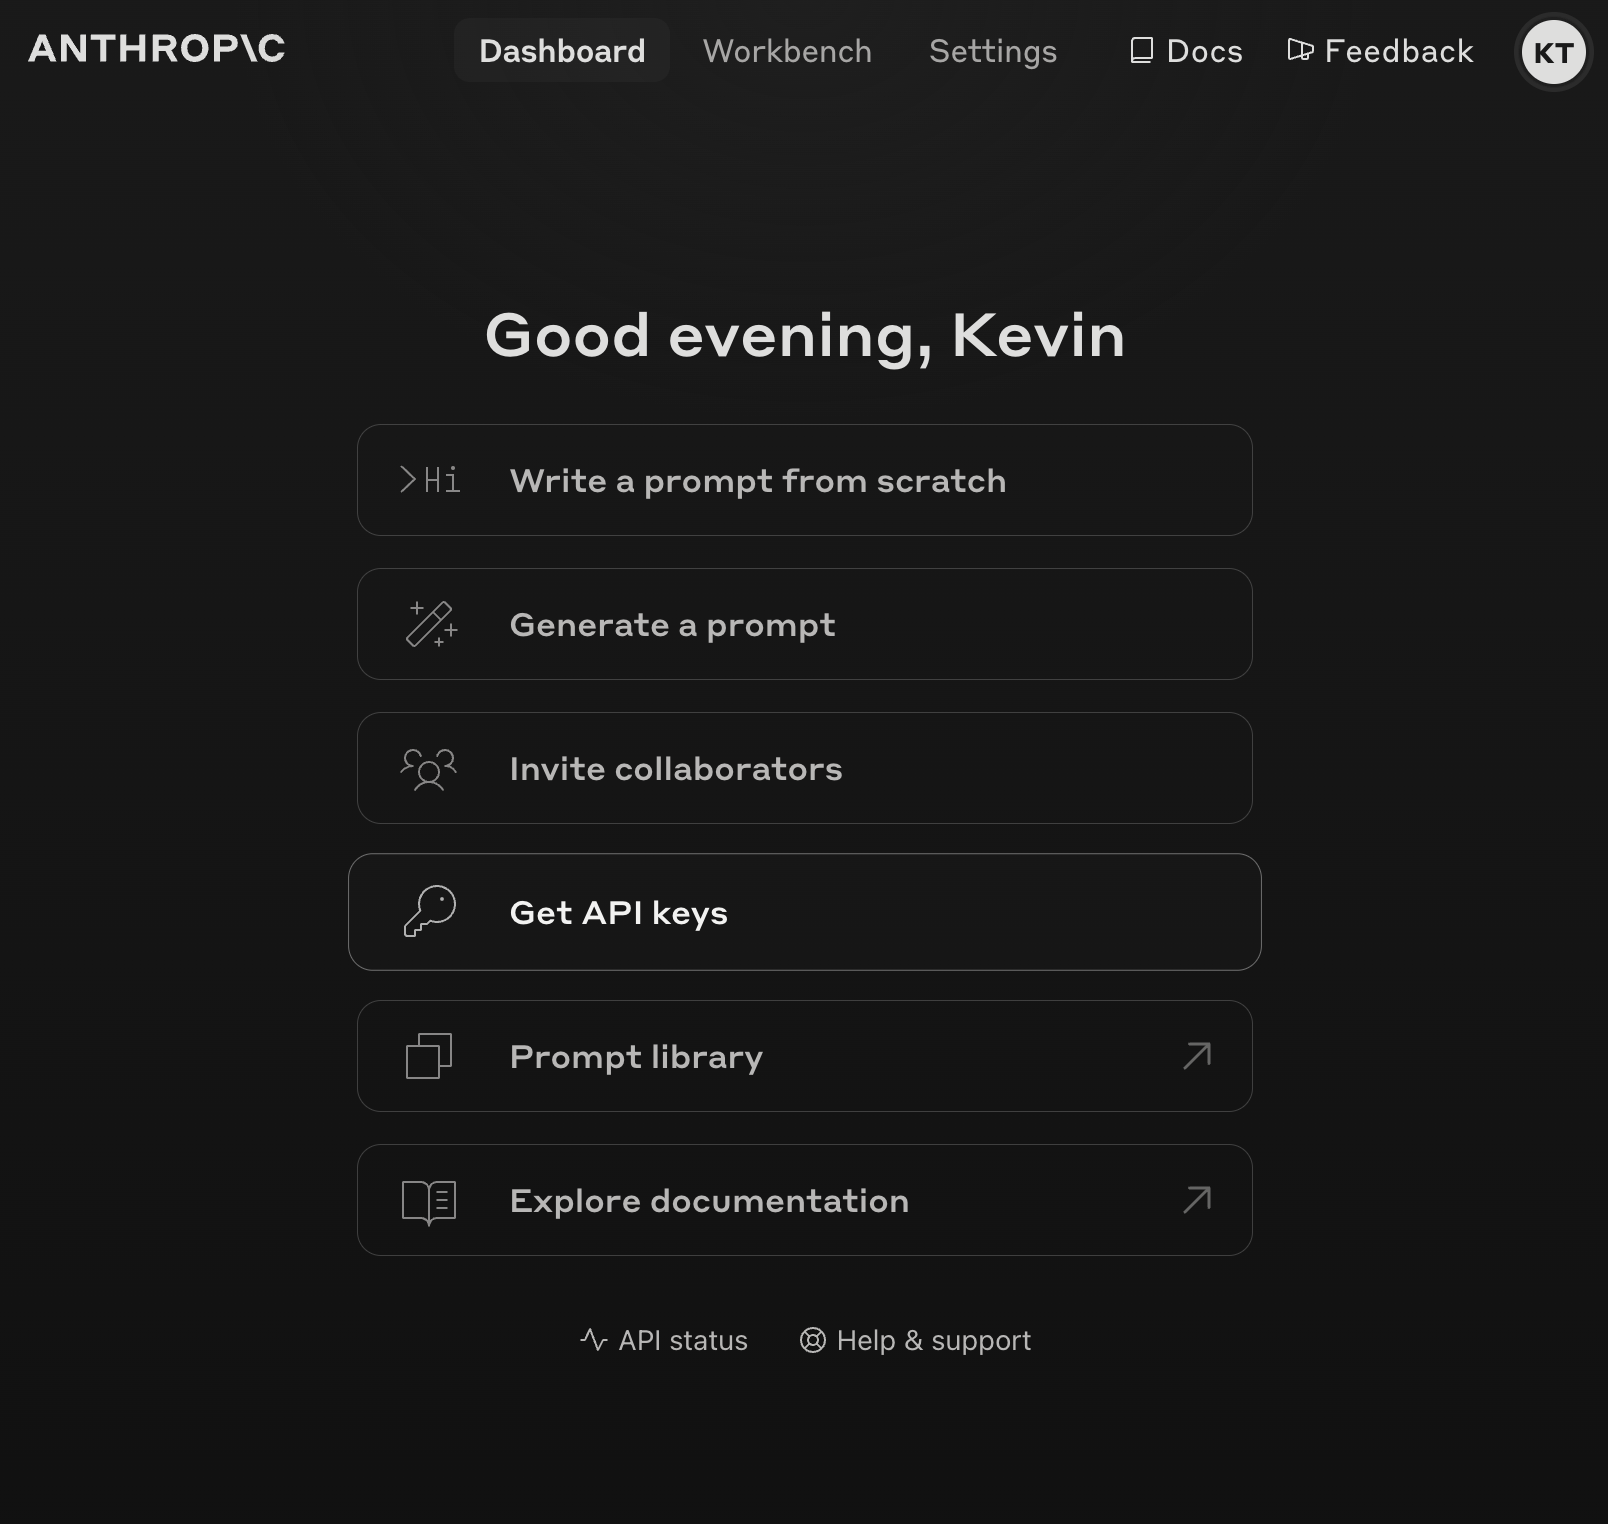 ANTHROP\C
Dashboard
Workbench
Settings
Docs
Feedback
KT
Good evening, Kevin
>Hi
Write a prompt from scratch
Generate a prompt
Invite collaborators
Get API keys
Prompt library
Explore documentation
API status
Help & support